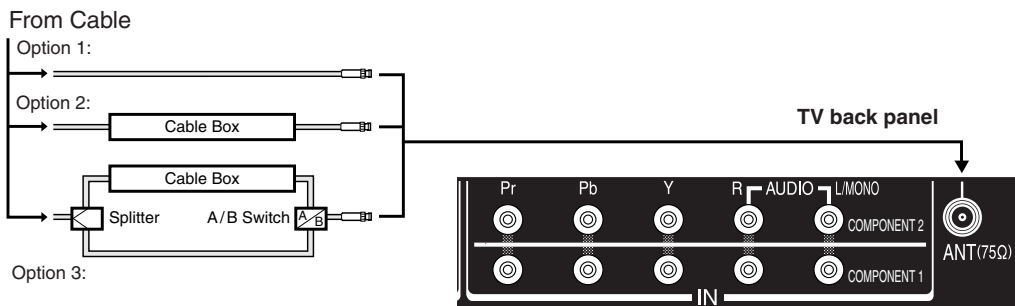 From Cable
Option 1:
Option 2:
Cable Box
TV back panel
Cable Box
Splitter
A/B Switch
A
B
Option 3:
Pr
Pb
Y
R
AUDIO
L/MONO
COMPONENT 2
ANT(75Ω)
COMPONENT 1
IN